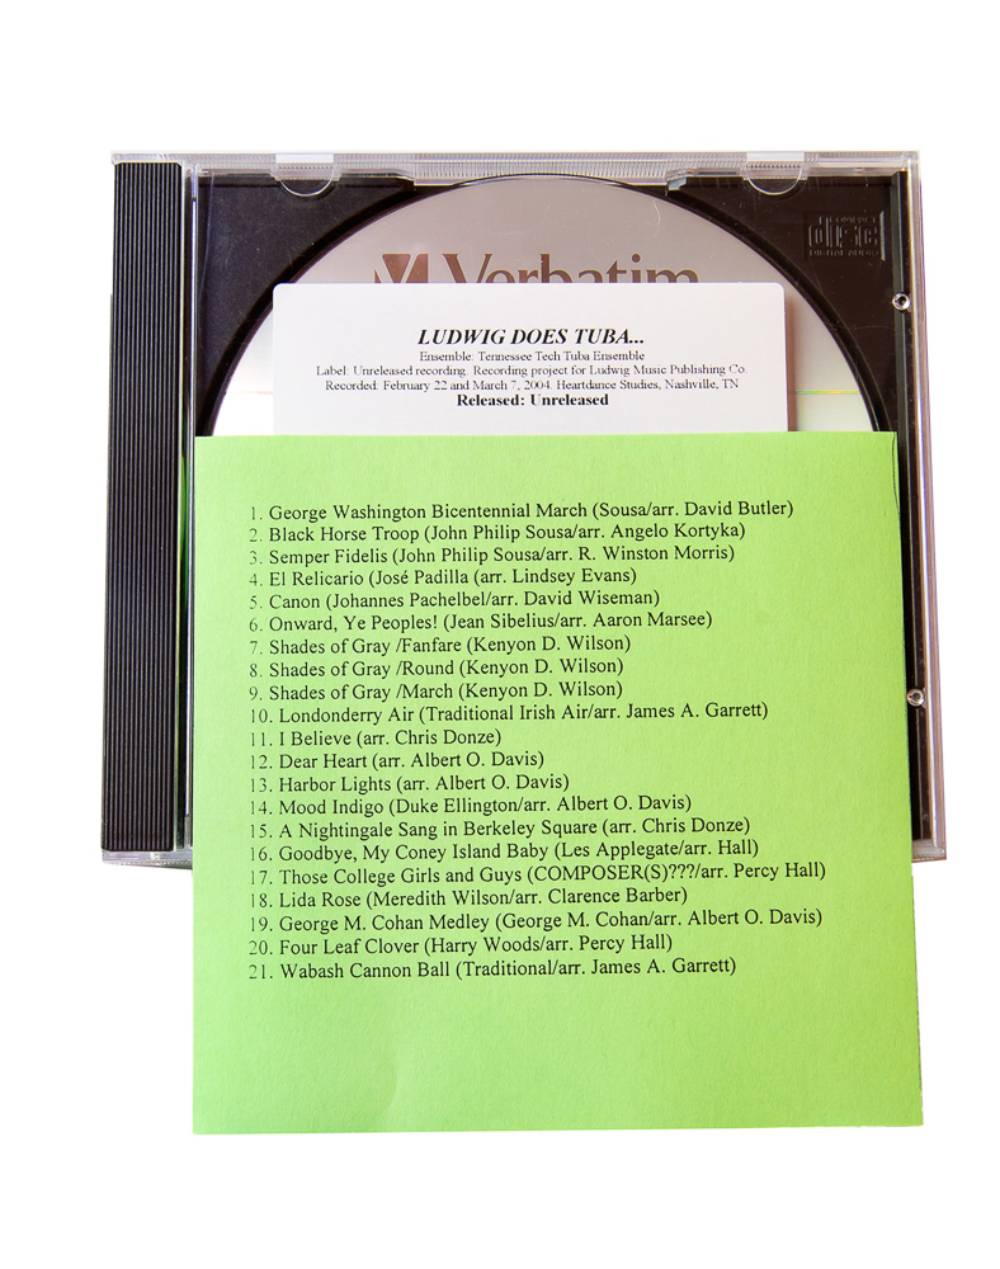 COMPACT
disc
DIGITAL AUDIO
Verbatim
LUDWIG DOES TUBA...
Ensemble: Tennessee Tech Tuba Ensemble
Label: Unreleased recording. Recording project for Ludwig Music Publishing Co.
Recorded: February 22 and March 7, 2004. Heartdance Studies, Nashville, TN
Released: Unreleased
1. George Washington Bicentennial March (Sousa/arr. David Butler)
2. Black Horse Troop (John Philip Sousa/arr. Angelo Kortyka)
3. Semper Fidelis (John Philip Sousa/arr. R. Winston Morris)
4. El Relicario (José Padilla (arr. Lindsey Evans)
5. Canon (Johannes Pachelbel/arr. David Wiseman)
6. Onward, Ye Peoples! (Jean Sibelius/arr. Aaron Marsee)
7. Shades of Gray /Fanfare (Kenyon D. Wilson)
8. Shades of Gray /Round (Kenyon D. Wilson)
9. Shades of Gray /March (Kenyon D. Wilson)
10. Londonderry Air (Traditional Irish Air/arr. James A. Garrett)
11. I Believe (arr. Chris Donze)
12. Dear Heart (arr. Albert O. Davis)
13. Harbor Lights (arr. Albert O. Davis)
14. Mood Indigo (Duke Ellington/arr. Albert O. Davis)
15. A Nightingale Sang in Berkeley Square (arr. Chris Donze)
16. Goodbye, My Coney Island Baby (Les Applegate/arr. Hall)
17. Those College Girls and Guys (COMPOSER(S)???/arr. Percy Hall)
18. Lida Rose (Meredith Wilson/arr. Clarence Barber)
19. George M. Cohan Medley (George M. Cohan/arr. Albert O. Davis)
20. Four Leaf Clover (Harry Woods/arr. Percy Hall)
21. Wabash Cannon Ball (Traditional/arr. James A. Garrett)